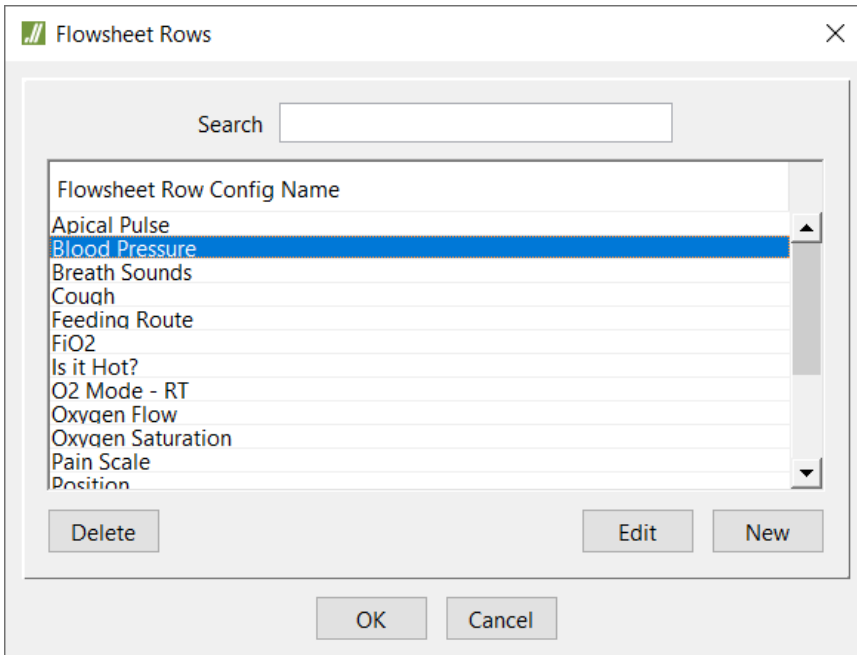 Flowsheet Rows
Search
Flowsheet Row Config Name
Apical Pulse
Blood Pressure
Breath Sounds
Cough
Feeding Route
FiO2
Is it Hot?
O2 Mode - RT
Oxygen Flow
Oxygen Saturation
Pain Scale
Position
Delete Edit New
OK Cancel